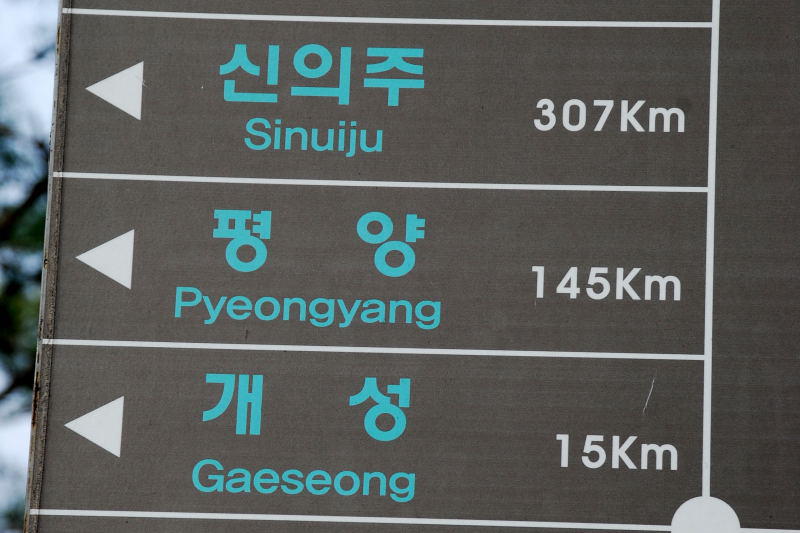 신의주
Sinuiju
307Km
평 양
Pyeongyang
145Km
개 성
Gaeseong
15Km